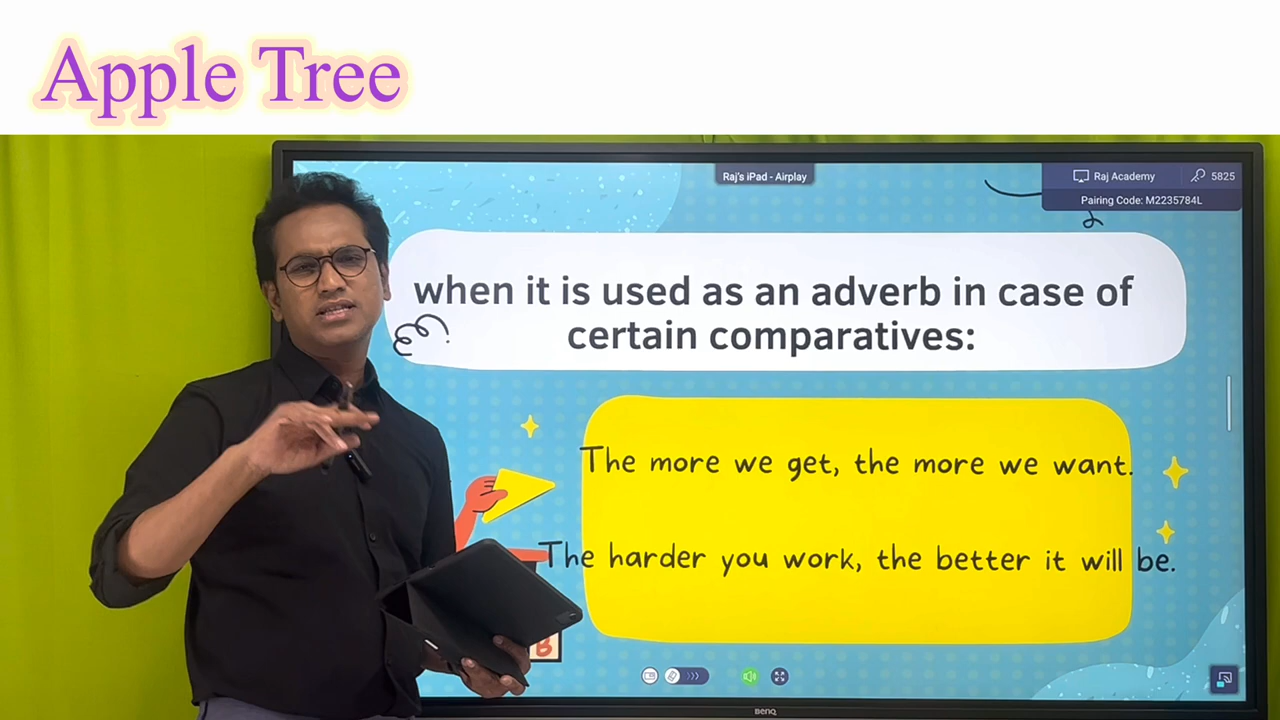 Apple Tree
Raj's iPad - Airplay
Raj Academy 5825
Pairing Code: M2235784L
when it is used as an adverb in case of
certain comparatives:
The more we get, the more we want.
The harder you work, the better it will be.
B
BenQ